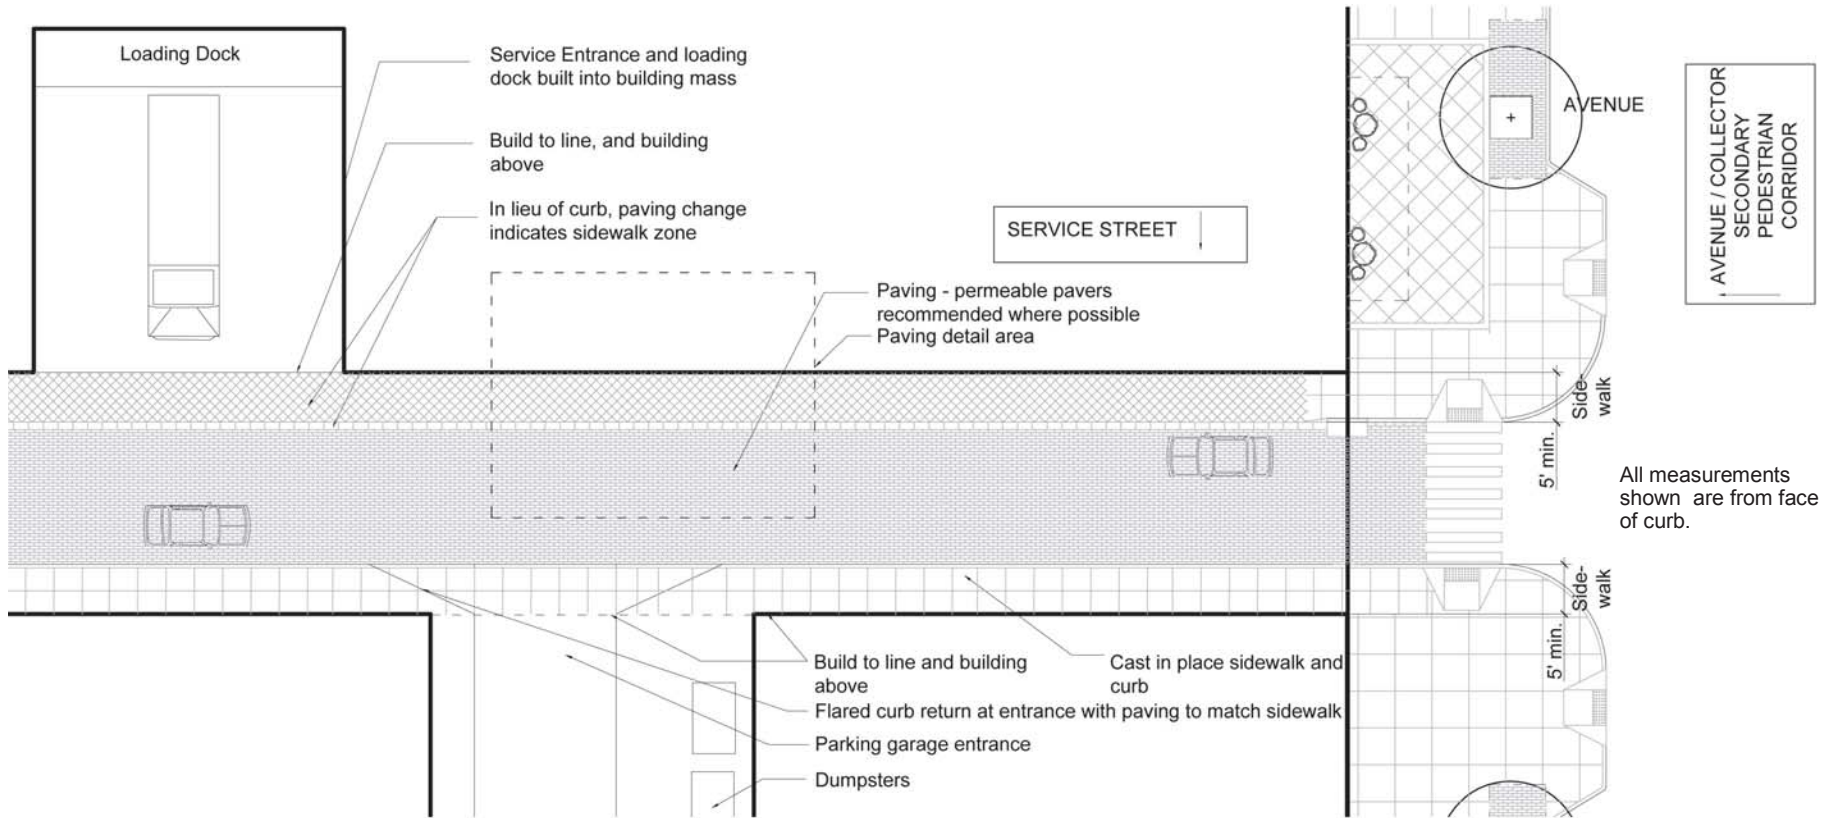 Loading Dock
Service Entrance and loading
dock built into building mass
Build to line, and building
above
In lieu of curb, paving change
indicates sidewalk zone
SERVICE STREET
Paving - permeable pavers
recommended where possible
Paving detail area
AVENUE
AVENUE / COLLECTOR
SECONDARY
PEDESTRIAN
CORRIDOR
Side-
walk
5' min.
All measurements
shown are from face
of curb.
Side-
walk
5' min.
Build to line and building
above
Cast in place sidewalk and
curb
Flared curb return at entrance with paving to match sidewalk
Parking garage entrance
Dumpsters